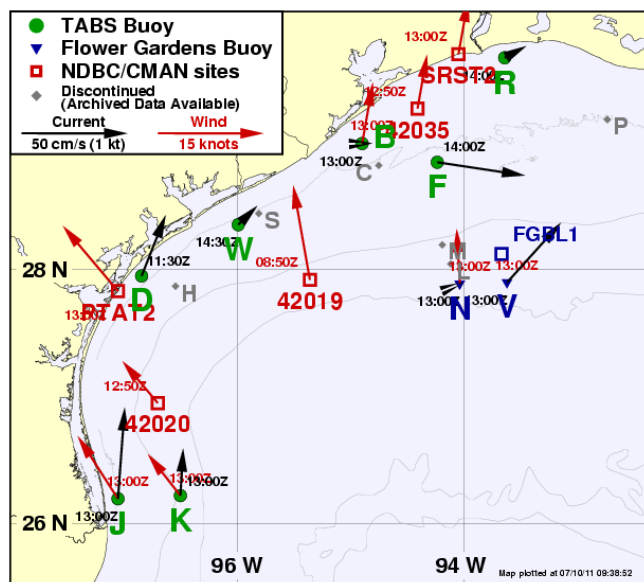 TABS Buoy
Flower Gardens Buoy
NDBC/CMAN sites
Discontinued
(Archived Data Available)
Current
Wind
50 cm/s (1 kt)
15 knots
13:00Z
SRST2
14:00Z
R
12:50Z
42035
P
13:00Z
B
13:00Z
14:00Z
C
F
S
14:30Z
W
M
FGBL1
11:30Z
08:50Z
13:00Z
13:00Z
28 N
D
H
42019
L
PTAT2
13:00Z
13:00Z
13:00Z
N
V
12:50Z
42020
13:00Z
13:00Z
13:00Z
13:00Z
J
K
26 N
96 W
94 W
Map plotted at 07/10/11 09:38:52